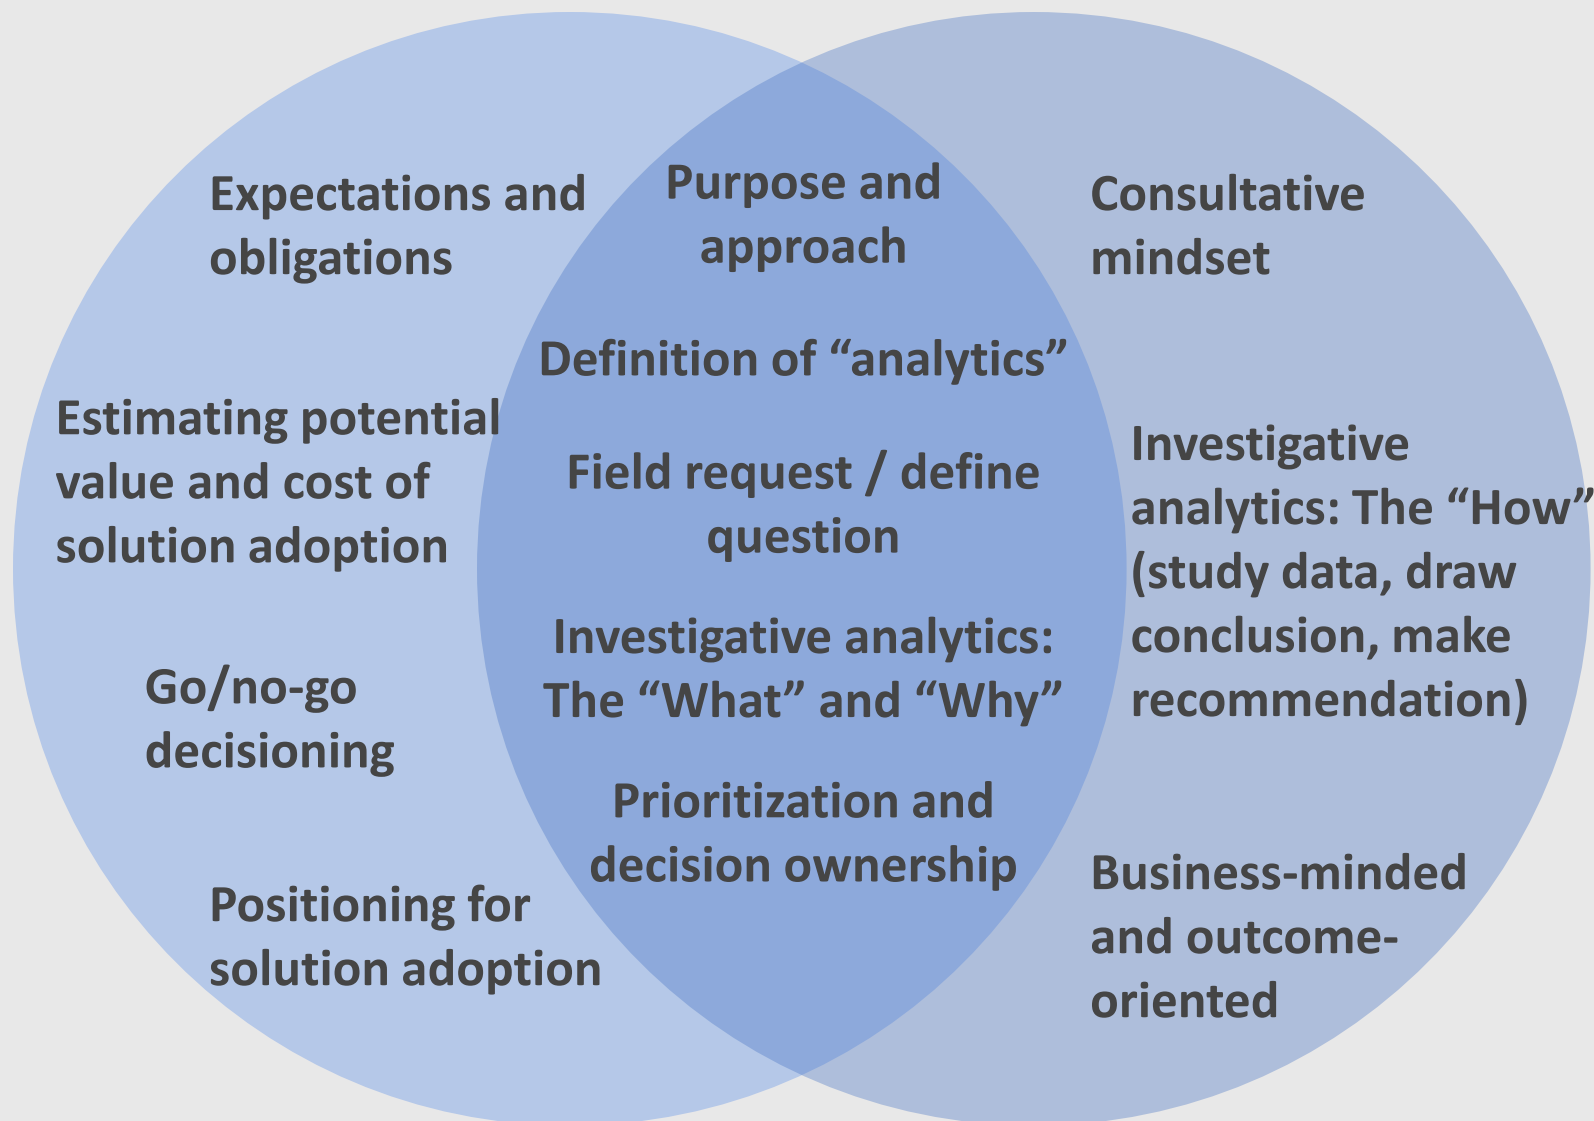 Expectations and
obligations
Estimating potential
value and cost of
solution adoption
Go/no-go
decisioning
Positioning for
solution adoption
Purpose and
approach
Definition of “analytics”
Field request / define
question
Investigative analytics:
The “What” and “Why”
Prioritization and
decision ownership
Consultative
mindset
Investigative
analytics: The “How”
(study data, draw
conclusion, make
recommendation)
Business-minded
and outcome-
oriented